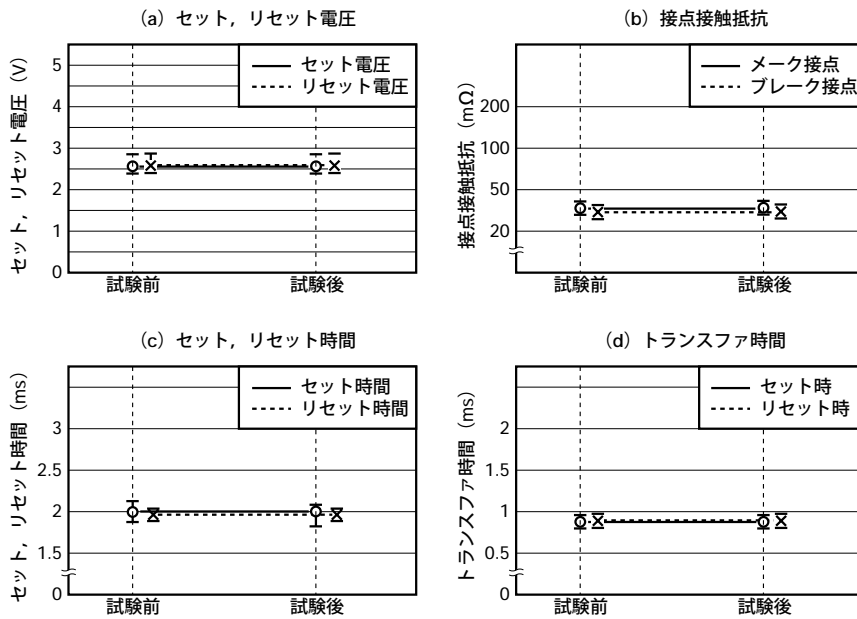 (a) セット，リセット電圧
セット，リセット電圧（V）
5
4
3
2
1
0
セット電圧
リセット電圧
試験前
試験後
(b) 接点接触抵抗
接点接触抵抗（mΩ）
200
100
50
20
メーク接点
ブレーク接点
試験前
試験後
(c) セット，リセット時間
セット，リセット時間（ms）
3
2.5
2
1.5
0
セット時間
リセット時間
試験前
試験後
(d) トランスファ時間
トランスファ時間（ms）
2
1
0.5
0
セット時
リセット時
試験前
試験後